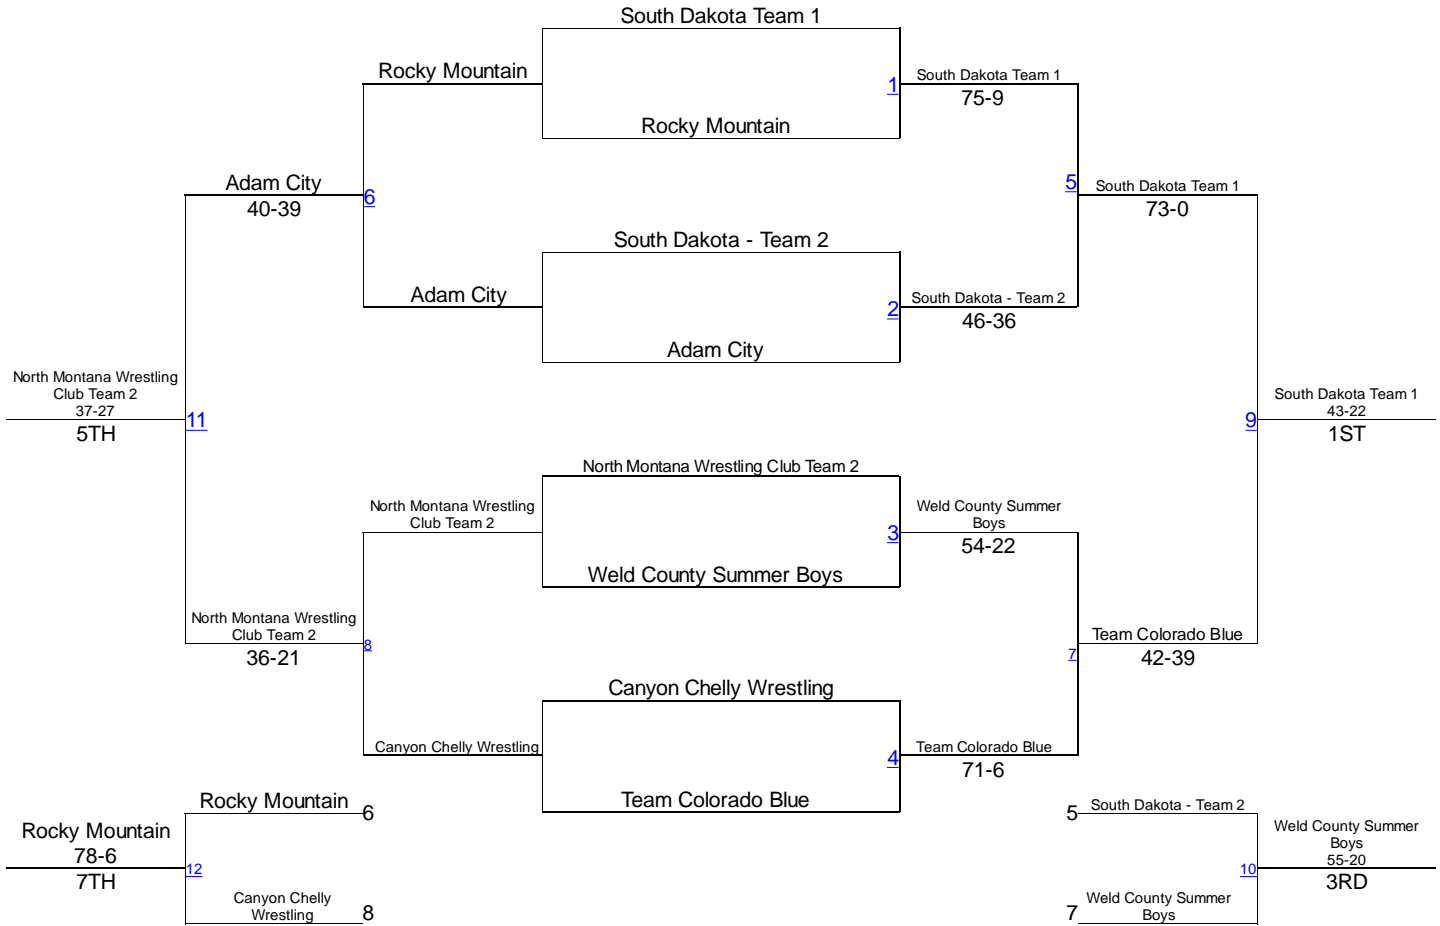 South Dakota Team 1
Rocky Mountain
1
South Dakota Team 1
75-9
Rocky Mountain
Adam City
40-39
6
5
South Dakota Team 1
73-0
South Dakota - Team 2
Adam City
2
South Dakota - Team 2
46-36
Adam City
North Montana Wrestling
Club Team 2
37-27
5TH
11
9
South Dakota Team 1
43-22
1ST
North Montana Wrestling Club Team 2
North Montana Wrestling
Club Team 2
3
Weld County Summer
Boys
54-22
Weld County Summer Boys
North Montana Wrestling
Club Team 2
36-21
8
7
Team Colorado Blue
42-39
Canyon Chelly Wrestling
Canyon Chelly Wrestling
4
Team Colorado Blue
71-6
Team Colorado Blue
Rocky Mountain
6
Rocky Mountain
78-6
7TH
12
Canyon Chelly
Wrestling
8
5
South Dakota - Team 2
10
Weld County Summer
Boys
55-20
3RD
7
Weld County Summer
Boys